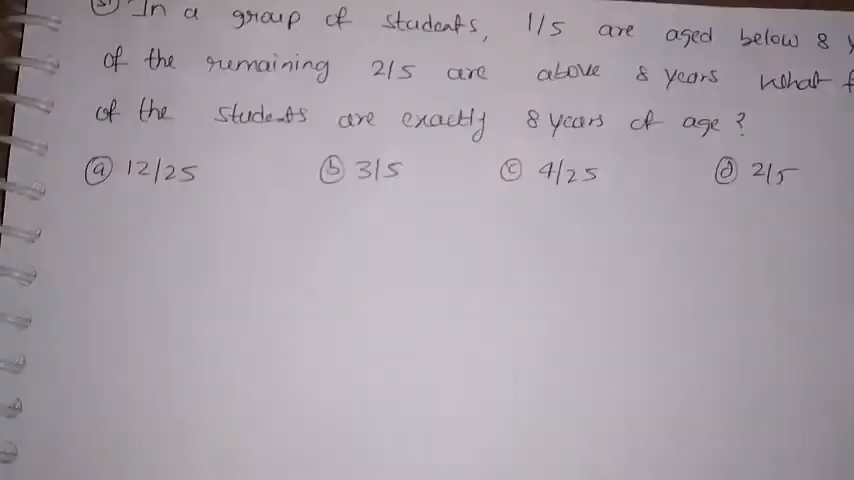 In a group of students, 1/5 are aged below 8
of the remaining 2/5 are above 8 years what
of the students are exactly 8 years of age?
(a) 12/25 (b) 3/5 (c) 4/25 (d) 2/5